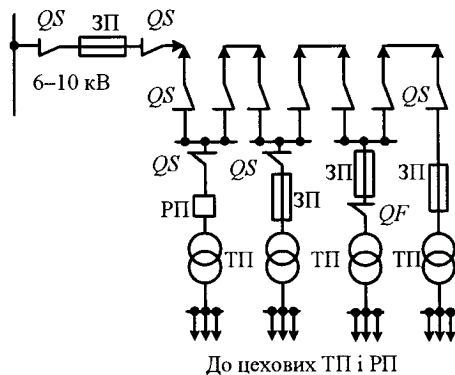 QS ЗП QS
6–10 кВ
QS
QS QS ЗП
РП ЗП QF ЗП
ТП ТП ТП ТП
До цехових ТП і РП